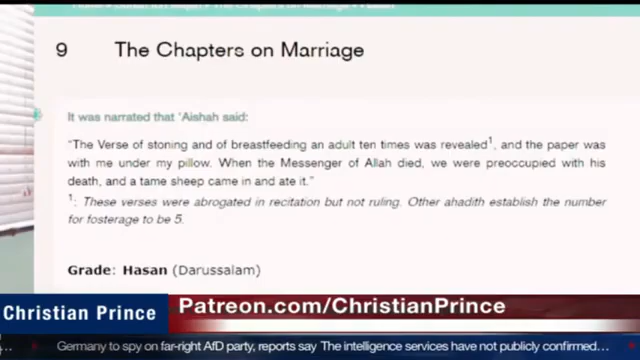 9 The Chapters on Marriage
It was narrated that 'Aishah said:
"The Verse of stoning and of breastfeeding an adult ten times was revealed1, and the paper was
with me under my pillow. When the Messenger of Allah died, we were preoccupied with his
death, and a tame sheep came in and ate it."
1: These verses were abrogated in recitation but not ruling. Other ahadith establish the number
for fosterage to be 5.
Grade: Hasan (Darussalam)
Christian Prince
Patreon.com/ChristianPrince
Germany to spy on far-right AfD party, reports say The intelligence services have not publicly confirmed...